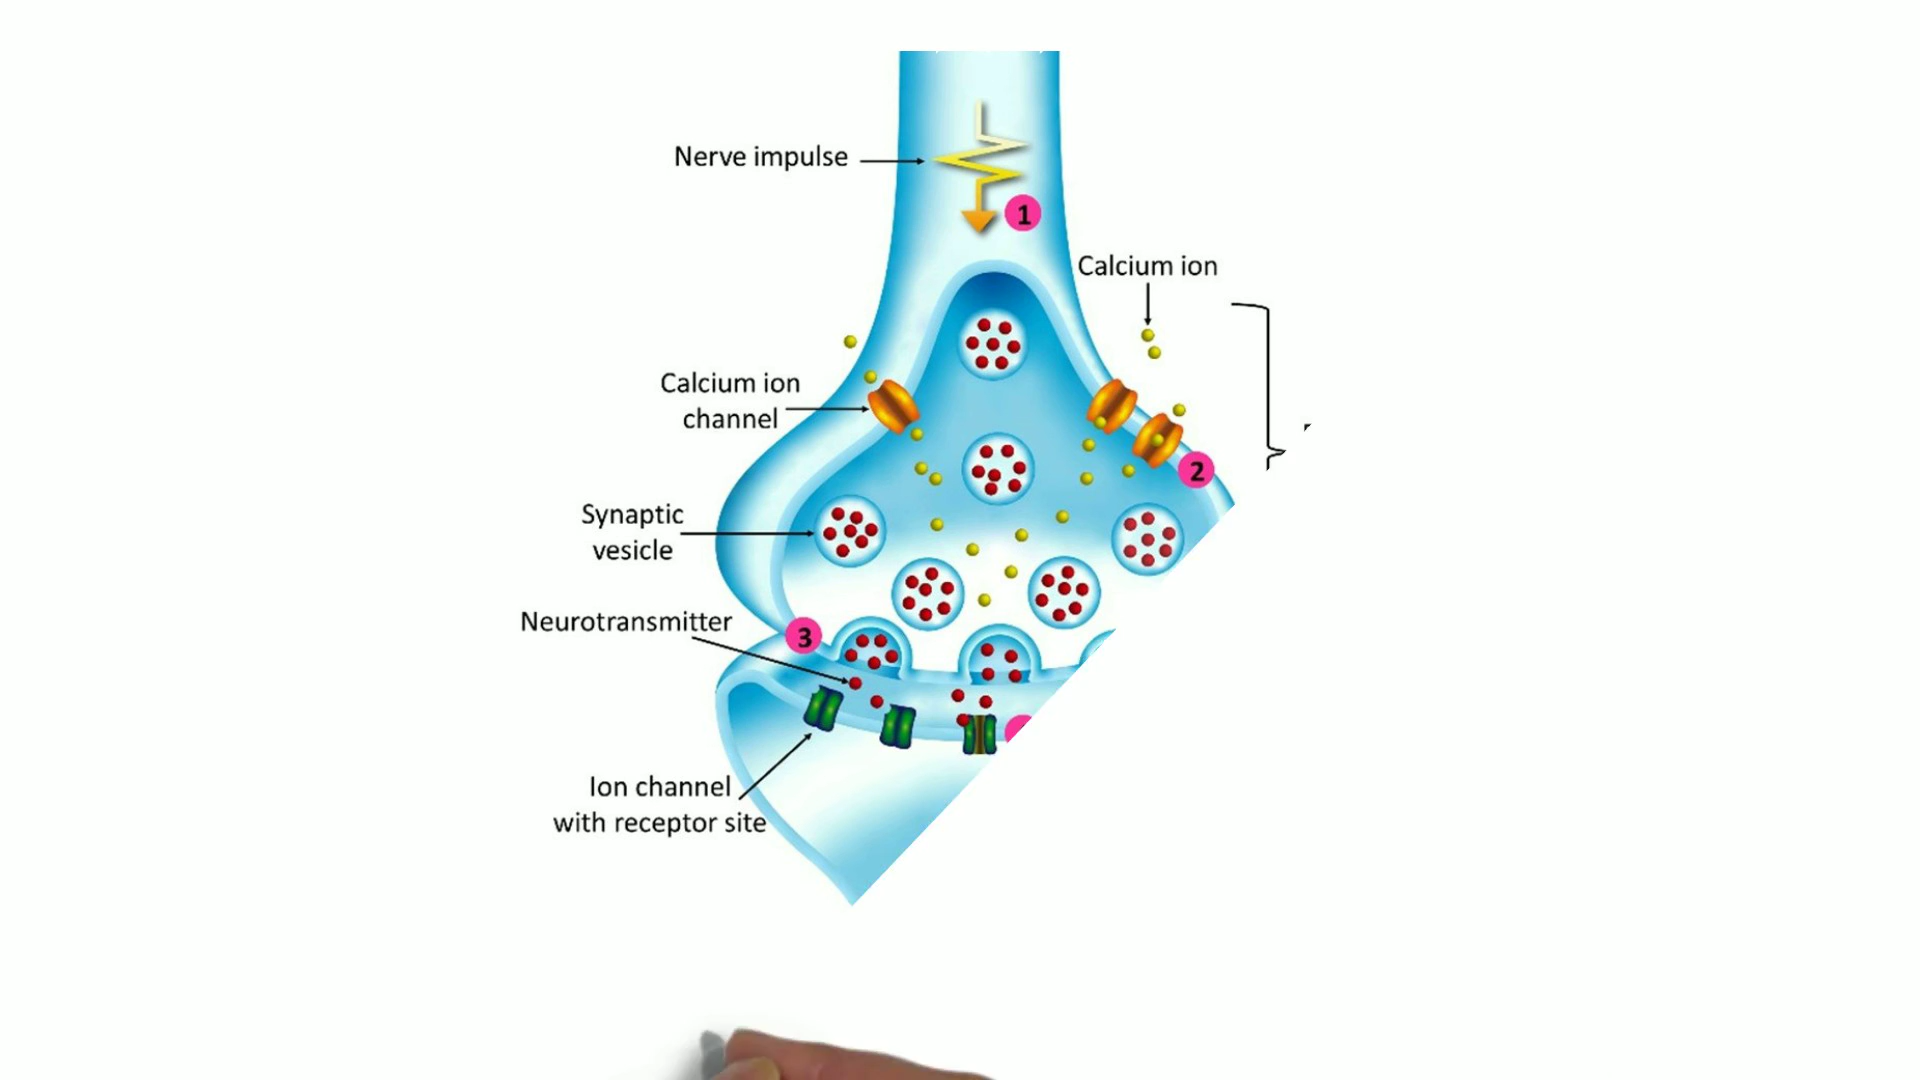 Nerve impulse
1
Calcium ion
Calcium ion
channel
2
Synaptic
vesicle
Neurotransmitter
3
Ion channel
with receptor site